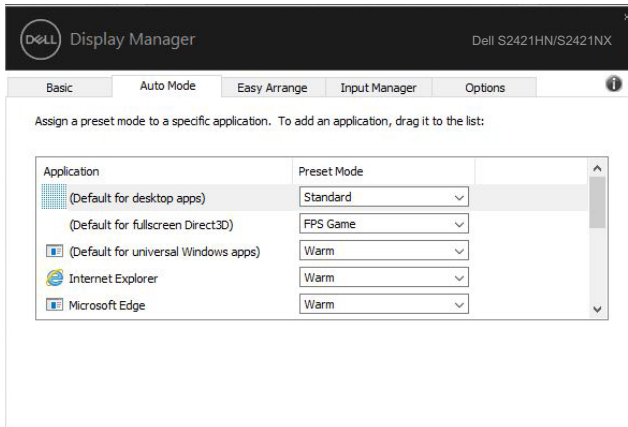 DELL Display Manager Dell S2421HN/S2421NX
Basic Auto Mode Easy Arrange Input Manager Options
Assign a preset mode to a specific application. To add an application, drag it to the list:
Application Preset Mode
(Default for desktop apps) Standard
(Default for fullscreen Direct3D) FPS Game
(Default for universal Windows apps) Warm
Internet Explorer Warm
Microsoft Edge Warm